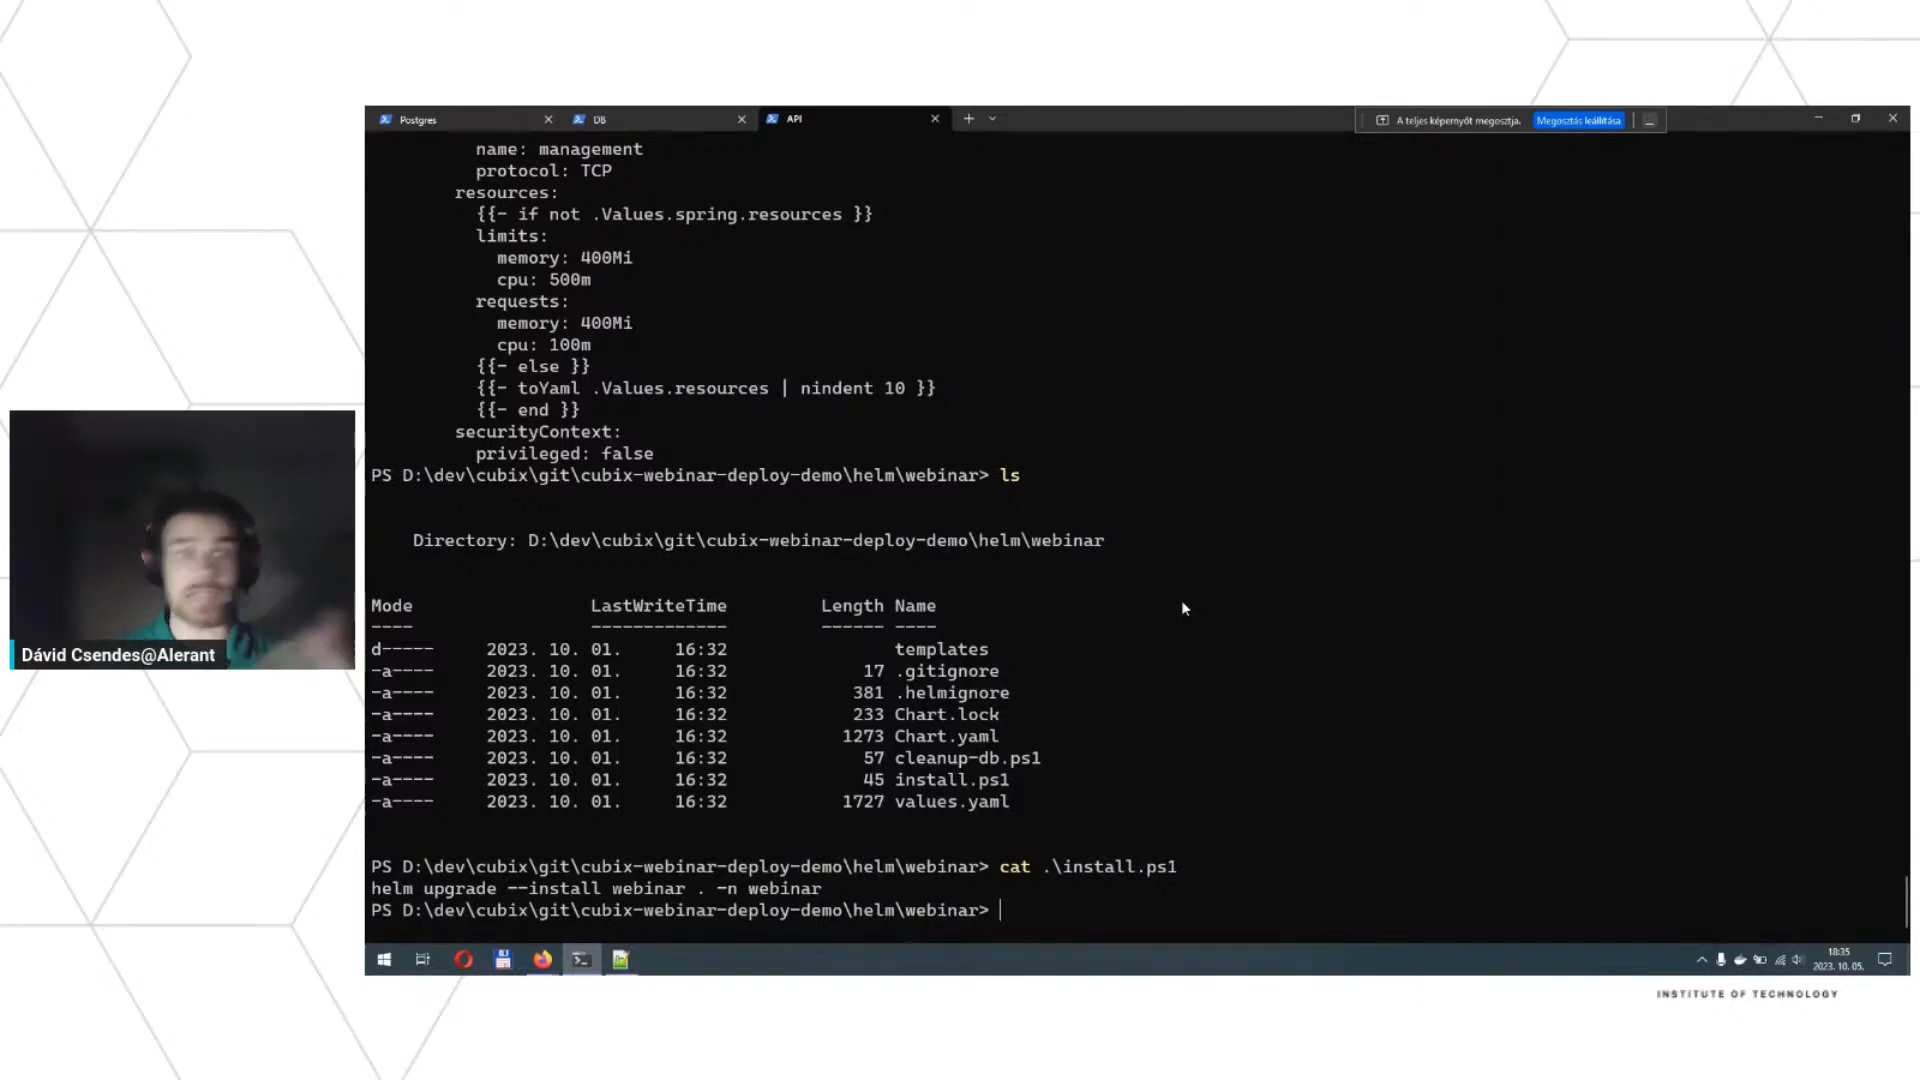 Postgres
DB
API
A teljes képernyőt megosztja.
Megosztás leállítása
name: management
protocol: TCP
resources:
{{- if not .Values.spring.resources }}
limits:
memory: 400Mi
cpu: 500m
requests:
memory: 400Mi
cpu: 100m
{{- else }}
{{- toYaml .Values.resources | nindent 10 }}
{{- end }}
securityContext:
privileged: false
PS D:\dev\cubix\git\cubix-webinar-deploy-demo\helm\webinar> ls
Directory: D:\dev\cubix\git\cubix-webinar-deploy-demo\helm\webinar
Mode LastWriteTime Length Name
---- ------------- ------ ----
d----- 2023. 10. 01. 16:32 templates
-a---- 2023. 10. 01. 16:32 17 .gitignore
-a---- 2023. 10. 01. 16:32 381 .helmignore
-a---- 2023. 10. 01. 16:32 233 Chart.lock
-a---- 2023. 10. 01. 16:32 1273 Chart.yaml
-a---- 2023. 10. 01. 16:32 57 cleanup-db.ps1
-a---- 2023. 10. 01. 16:32 45 install.ps1
-a---- 2023. 10. 01. 16:32 1727 values.yaml
PS D:\dev\cubix\git\cubix-webinar-deploy-demo\helm\webinar> cat .\install.ps1
helm upgrade --install webinar . -n webinar
PS D:\dev\cubix\git\cubix-webinar-deploy-demo\helm\webinar>
Dávid Csendes@Alerant
18:35
2023. 10. 05.
INSTITUTE OF TECHNOLOGY